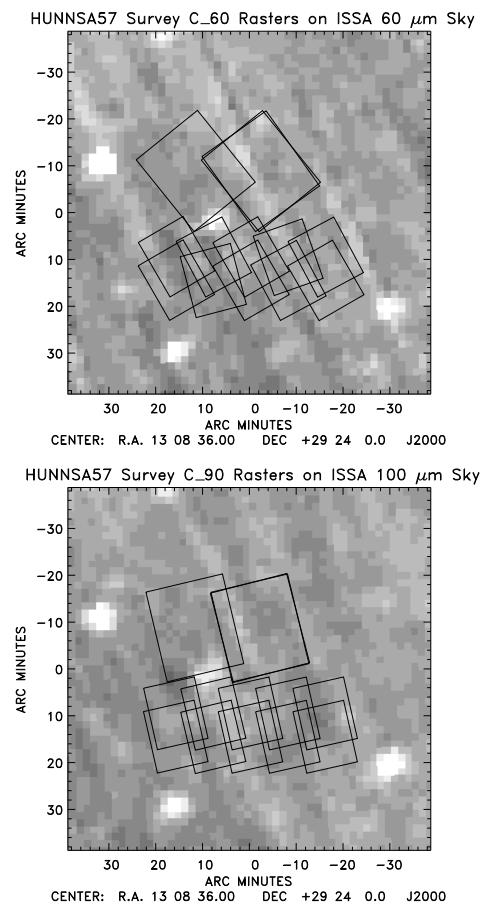 HUNNSA57 Survey C_60 Rasters on ISSA 60 μm Sky
-30
-20
-10
0
10
20
30
ARC MINUTES
30 20 10 0 -10 -20 -30
ARC MINUTES
CENTER: R.A. 13 08 36.00 DEC +29 24 0.0 J2000
HUNNSA57 Survey C_90 Rasters on ISSA 100 μm Sky
-30
-20
-10
0
10
20
30
ARC MINUTES
30 20 10 0 -10 -20 -30
ARC MINUTES
CENTER: R.A. 13 08 36.00 DEC +29 24 0.0 J2000